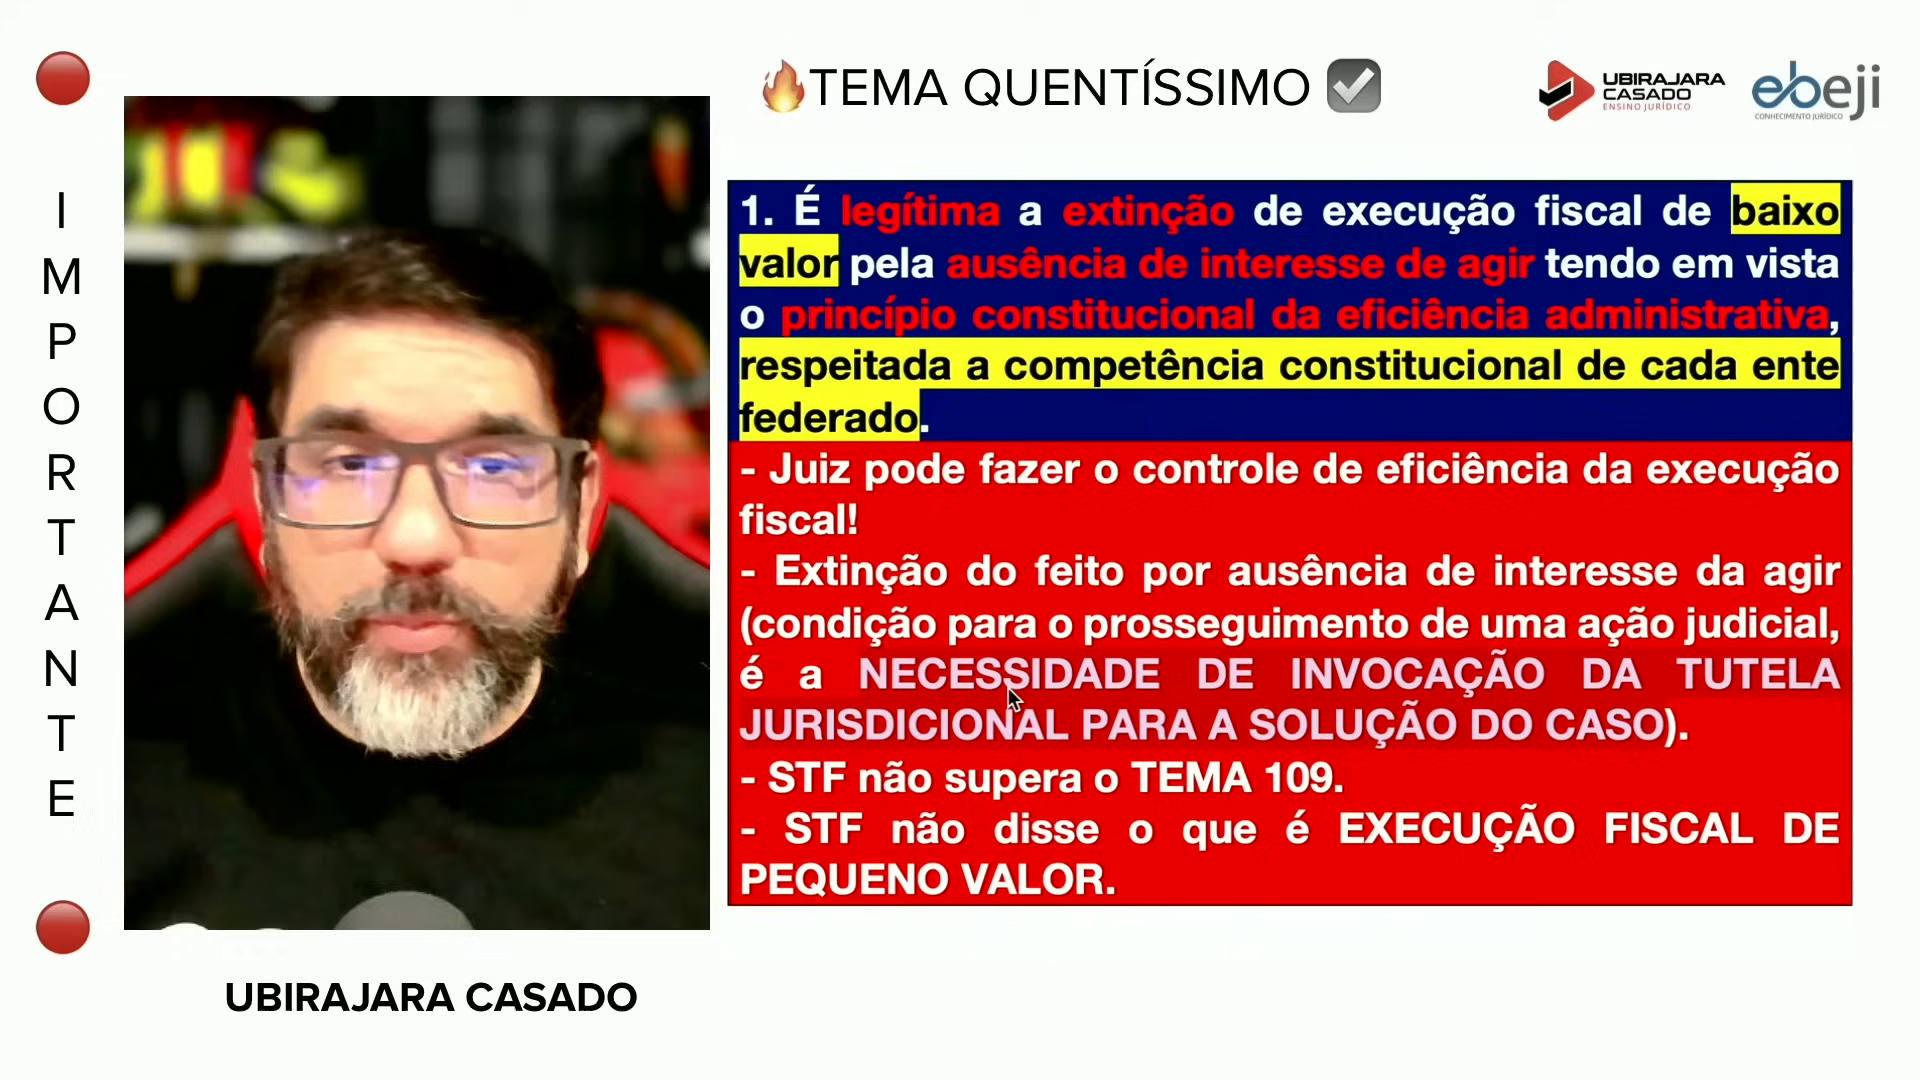 TEMA QUENTÍSSIMO
UBIRAJARA
CASADO
ENSINO JURÍDICO
ebeji
CONHECIMENTO JURÍDICO
I
M
P
O
R
T
A
N
T
E
1. É legítima a extinção de execução fiscal de baixo
valor pela ausência de interesse de agir tendo em vista
o princípio constitucional da eficiência administrativa,
respeitada a competência constitucional de cada ente
federado.
- Juiz pode fazer o controle de eficiência da execução
fiscal!
- Extinção do feito por ausência de interesse da agir
(condição para o prosseguimento de uma ação judicial,
é a NECESSIDADE DE INVOCAÇÃO DA TUTELA
JURISDICIONAL PARA A SOLUÇÃO DO CASO).
- STF não supera o TEMA 109.
- STF não disse o que é EXECUÇÃO FISCAL DE
PEQUENO VALOR.
UBIRAJARA CASADO